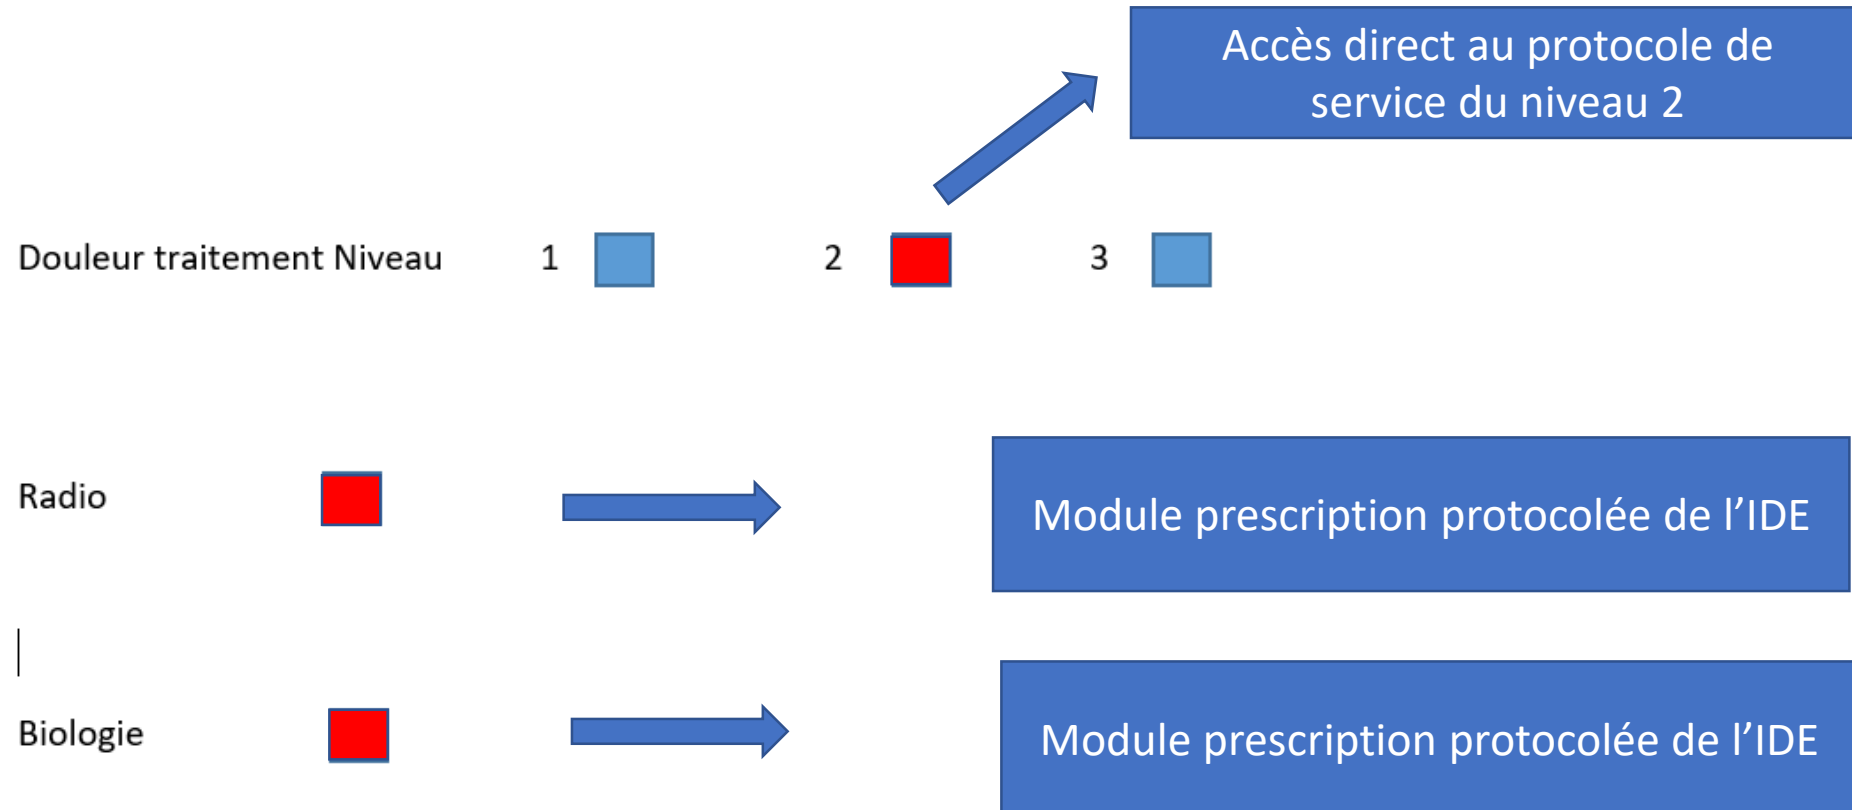 Accès direct au protocole de
service du niveau 2
Douleur traitement Niveau 1 2 3
Radio
Module prescription protocolée de l’IDE
Biologie
Module prescription protocolée de l’IDE